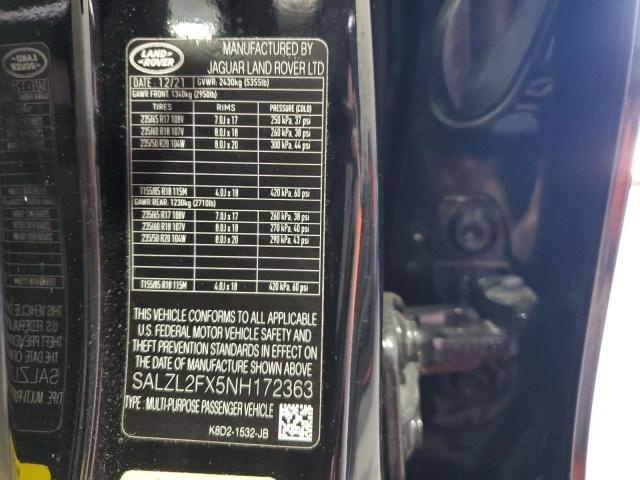 LAND
ROVER
MANUFACTURED BY
JAGUAR LAND ROVER LTD
DATE: 12/21 GVWR: 2430kg (5355lb)
GAWR FRONT: 1340kg (2950lb)
TIRES RIMS PRESSURE (COLD)
235/65 R17 108V 7.0J x 17 250 kPa, 37 psi
235/60 R18 107V 8.0J x 18 260 kPa, 38 psi
235/50 R20 104W 8.0J x 20 300 kPa, 44 psi
T155/85 R18 115M 4.0J x 18 420 kPa, 60 psi
GAWR REAR: 1230kg (2710lb)
235/65 R17 108V 7.0J x 17 260 kPa, 38 psi
235/60 R18 107V 8.0J x 18 270 kPa, 40 psi
235/50 R20 104W 8.0J x 20 290 kPa, 43 psi
T155/85 R18 115M 4.0J x 18 420 kPa, 60 psi
THIS VEHICLE CONFORMS TO ALL APPLICABLE
U.S. FEDERAL MOTOR VEHICLE SAFETY AND
THEFT PREVENTION STANDARDS IN EFFECT ON
THE DATE OF MANUFACTURE SHOWN ABOVE
SALZL2FX5NH172363
TYPE: MULTI-PURPOSE PASSENGER VEHICLE
K8D2-1532-JB